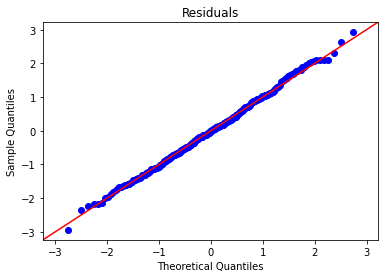 Residuals
3
2
1
0
−1
−2
−3
Sample Quantiles
−3 −2 −1 0 1 2 3
Theoretical Quantiles